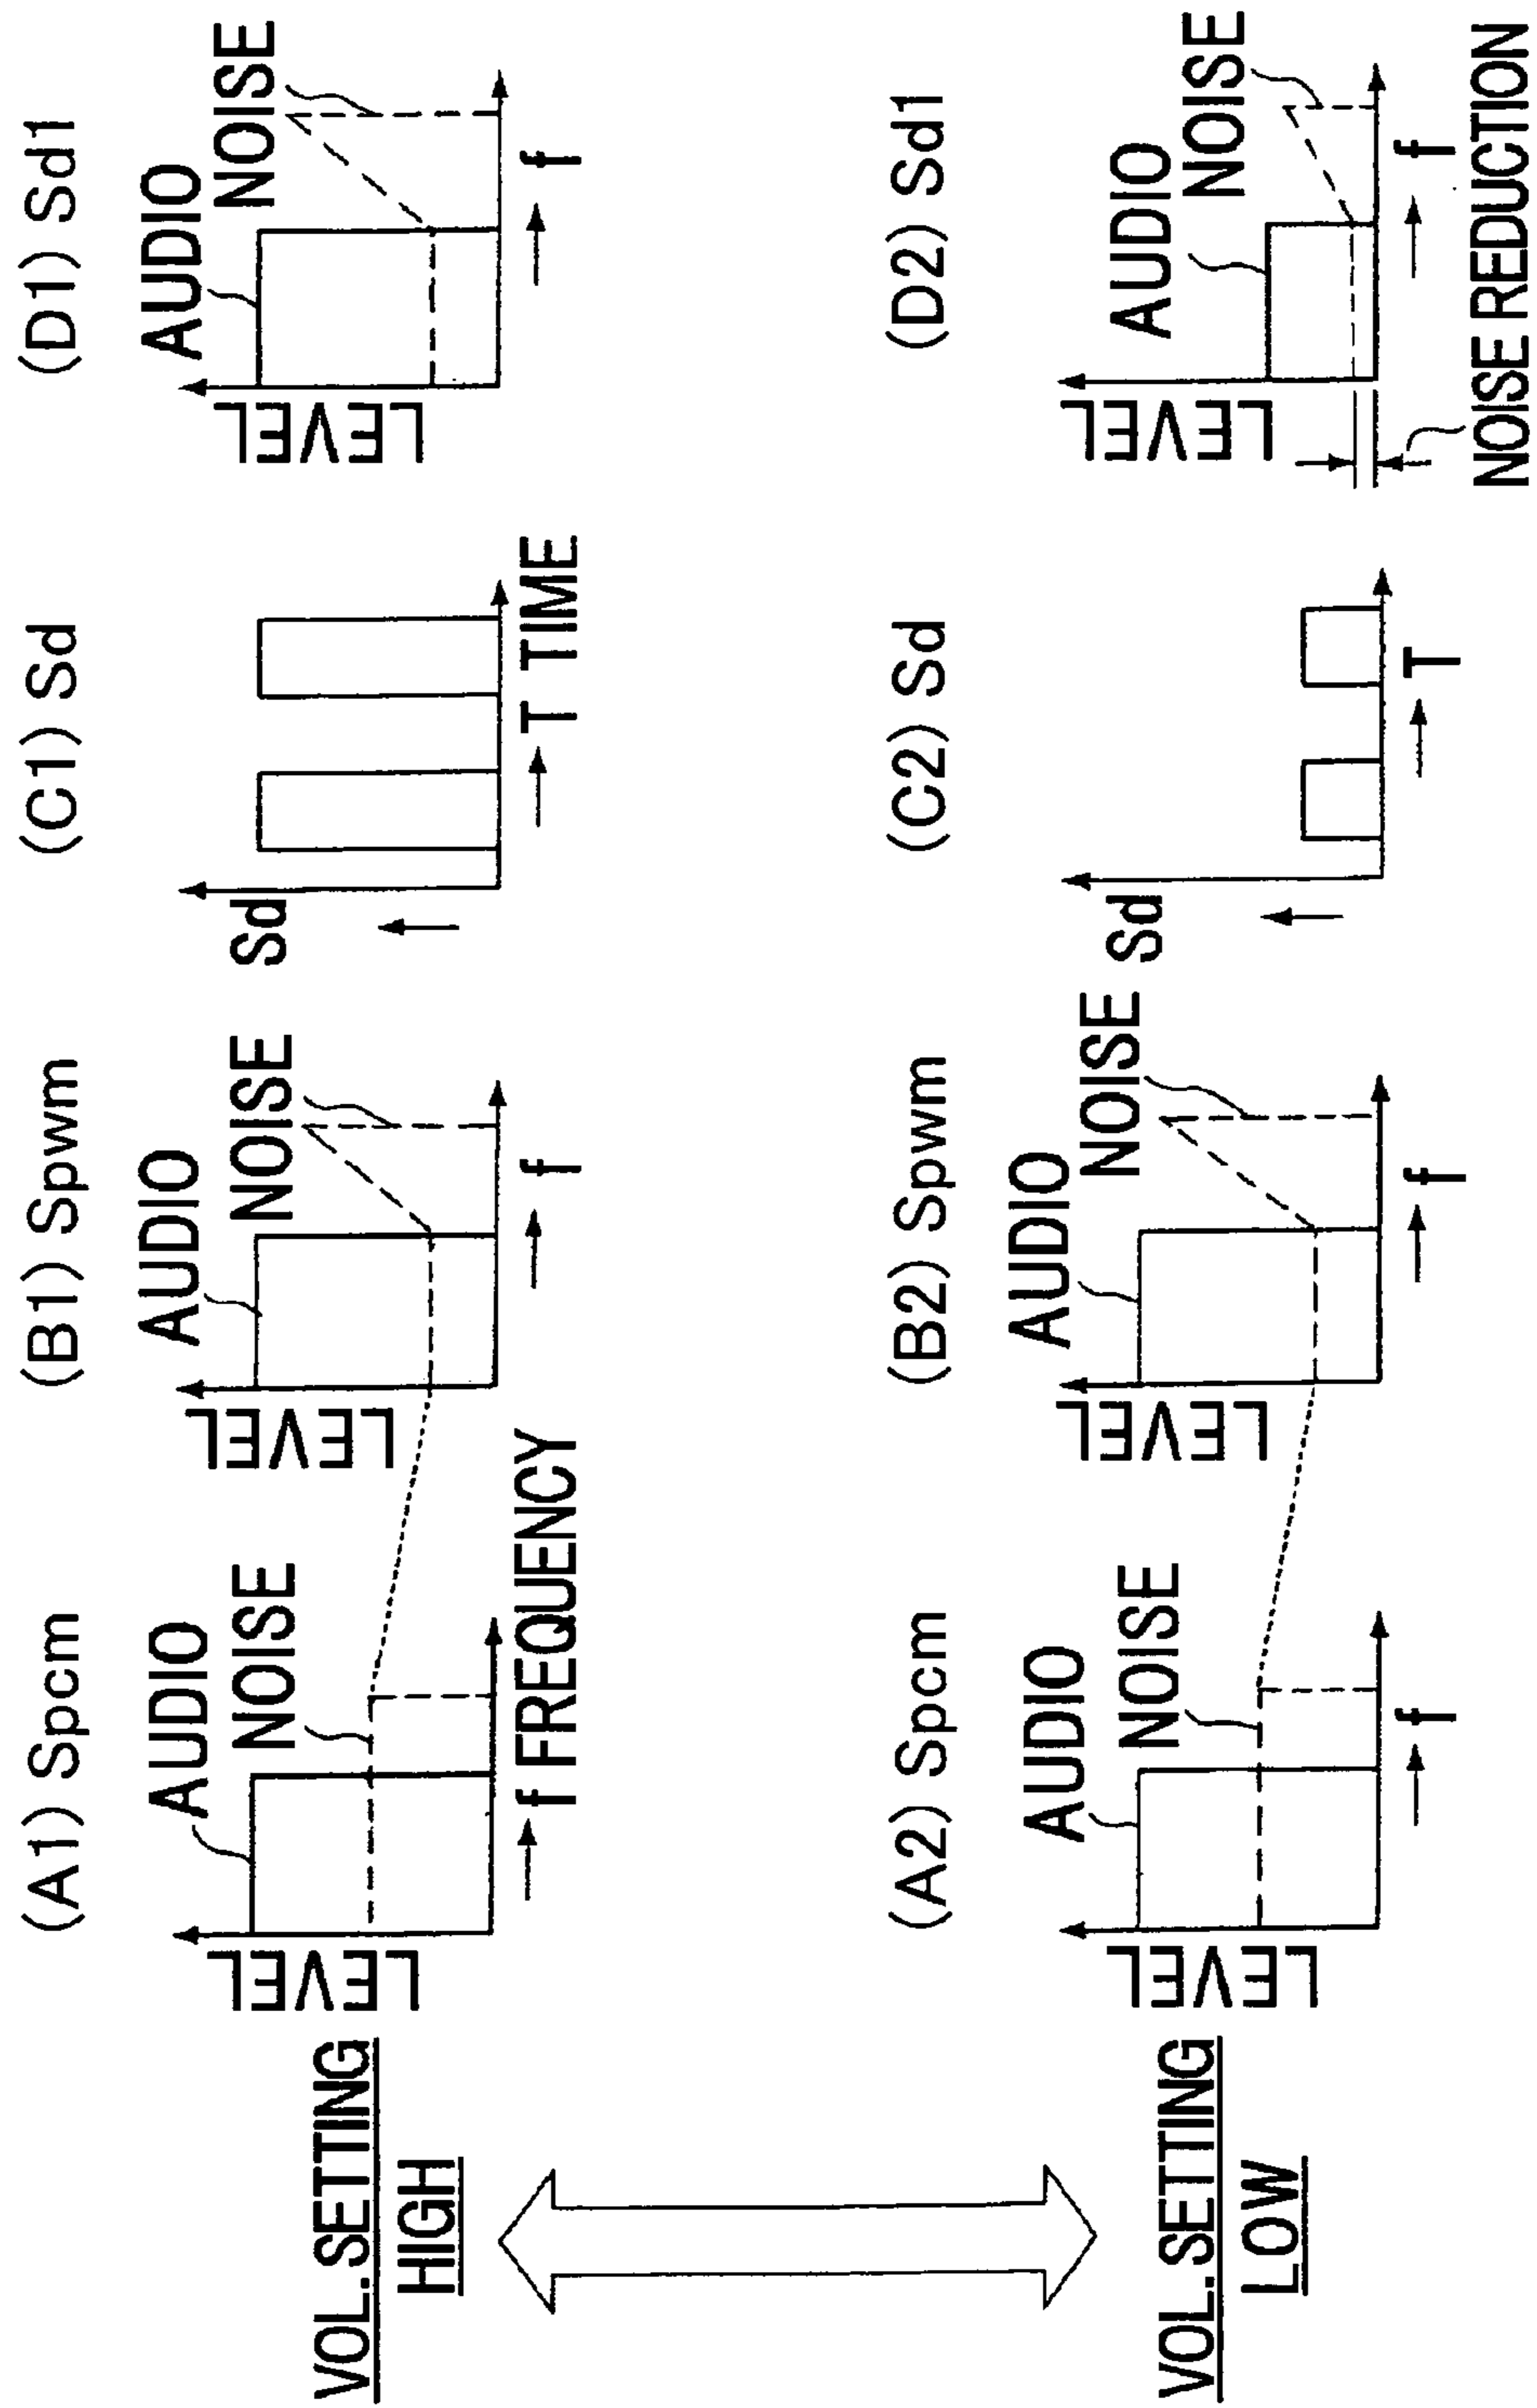 VOL.SETTING
HIGH
(A1) Spcm
LEVEL
AUDIO
NOISE
f FREQUENCY
(B1) Spwm
LEVEL
AUDIO
NOISE
f
(C1) Sd
Sd
T TIME
(D1) Sd1
LEVEL
AUDIO
NOISE
f
VOL.SETTING
LOW
(A2) Spcm
LEVEL
AUDIO
NOISE
f
(B2) Spwm
LEVEL
AUDIO
NOISE
f
(C2) Sd
Sd
T
(D2) Sd1
LEVEL
AUDIO
NOISE
f
NOISE REDUCTION